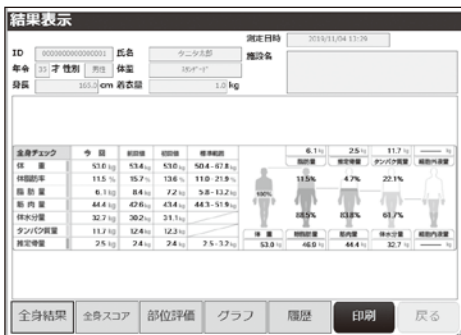 結果表示
測定日時 2019/11/04 13:29
ID 0000000000000001 氏名 タニタ太郎 施設名
年令 35 才 性別 男性 体型 スタンダード
身長 165.0 cm 着衣量 1.0 kg
全身チェック 今回 前回値 初回値 標準範囲
体重 53.0 kg 53.4 kg 53.0 kg 50.4-67.8 kg
体脂肪率 11.5 % 15.7 % 13.6 % 11.0-21.9 %
脂肪量 6.1 kg 8.4 kg 7.2 kg 5.8-13.2 kg
筋肉量 44.4 kg 42.6 kg 43.4 kg 44.3-51.9 kg
体水分量 32.7 kg 30.2 kg 31.1 kg
タンパク質量 11.7 kg 12.4 kg 12.3 kg
推定骨量 2.5 kg 2.4 kg 2.4 kg 2.5-3.2 kg
6.1 kg 2.5 kg 11.7 kg —— kg
脂肪量 推定骨量 タンパク質量 細胞外液量
11.5% 4.7% 22.1%
100%
88.5% 83.8% 61.7%
体重 除脂肪量 筋肉量 体水分量 細胞内液量
53.0 kg 46.9 kg 44.4 kg 32.7 kg —— kg
全身結果 全身スコア 部位評価 グラフ 履歴 印刷 戻る